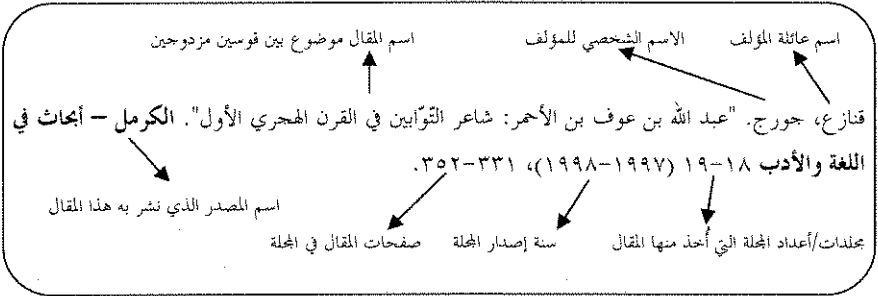 اسم عائلة المؤلف الاسم الشخصي للمؤلف اسم المقال موضوع بين قوسين مزدوجين
قنازع، جورج. "عبد الله بن عوف بن الأحمر: شاعر التّوّابين في القرن الهجري الأول". الكرمل – أبحاث في
اللغة والأدب ١٨-١٩ (١٩٩٧-١٩٩٨)، ٣٣١-٣٥٢.
اسم المصدر الذي نشر به هذا المقال
مجلدات/أعداد المجلة التي أُخذ منها المقال سنة إصدار المجلة صفحات المقال في المجلة